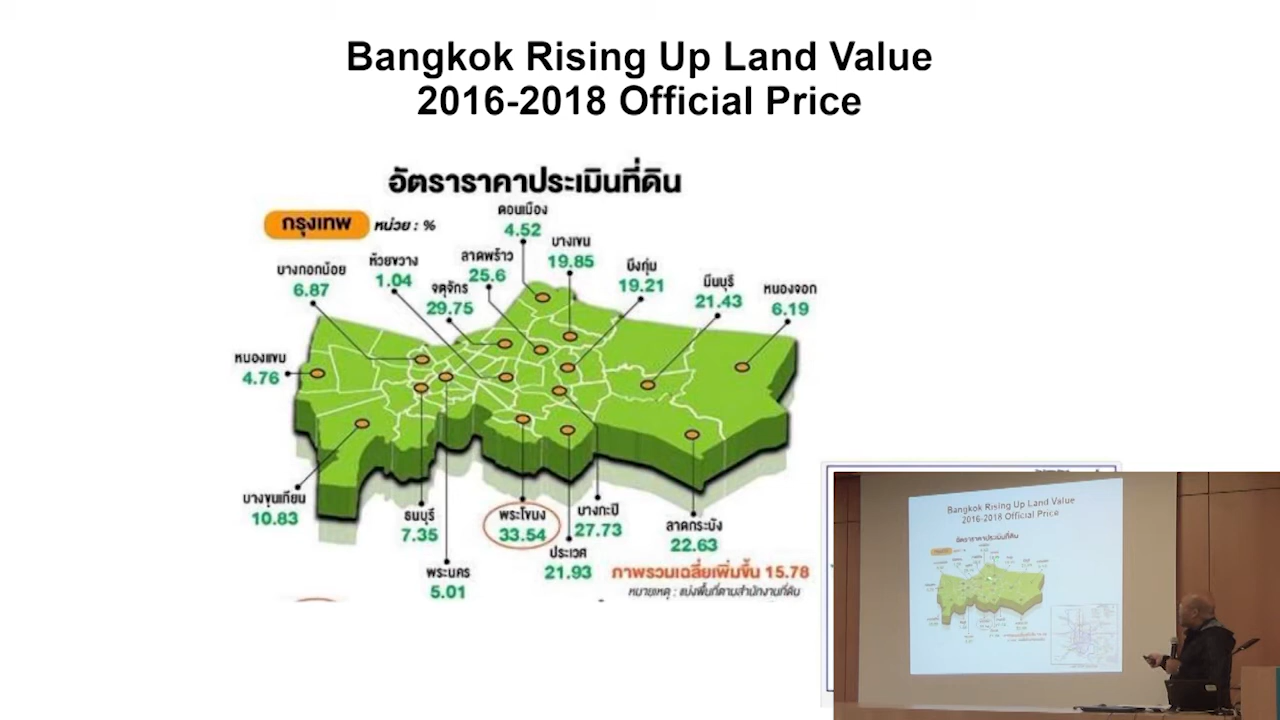 Bangkok Rising Up Land Value
2016-2018 Official Price
อัตราราคาประเมินที่ดิน
กรุงเทพ หน่วย : %
ดอนเมือง
4.52
บางเขน
19.85
ลาดพร้าว
25.6
ห้วยขวาง
1.04
บางกอกน้อย
6.87
จตุจักร
29.75
บึงกุ่ม
19.21
มีนบุรี
21.43
หนองจอก
6.19
หนองแขม
4.76
บางขุนเทียน
10.83
ธนบุรี
7.35
พระนคร
5.01
พระโขนง
33.54
บางกะปิ
27.73
ประเวศ
21.93
ลาดกระบัง
22.63
ภาพรวมเฉลี่ยเพิ่มขึ้น 15.78
หมายเหตุ : แบ่งพื้นที่ตามสำนักงานที่ดิน
Bangkok Rising Up Land Value
2016-2018 Official Price
อัตราราคาประเมินที่ดิน